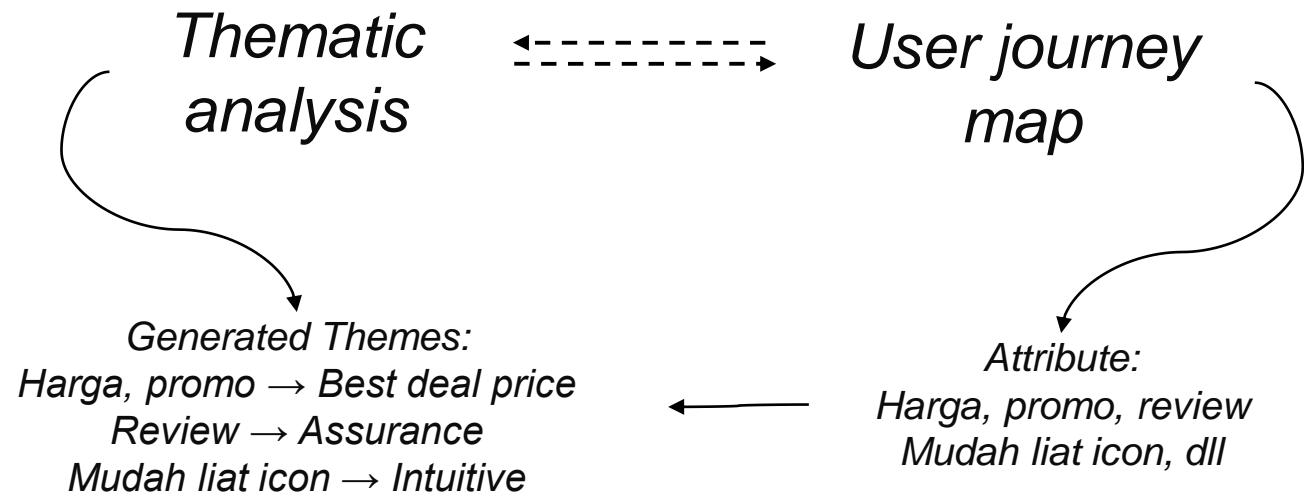 Thematic
analysis
User journey
map
Generated Themes:
Harga, promo → Best deal price
Review → Assurance
Mudah liat icon → Intuitive
Attribute:
Harga, promo, review
Mudah liat icon, dll